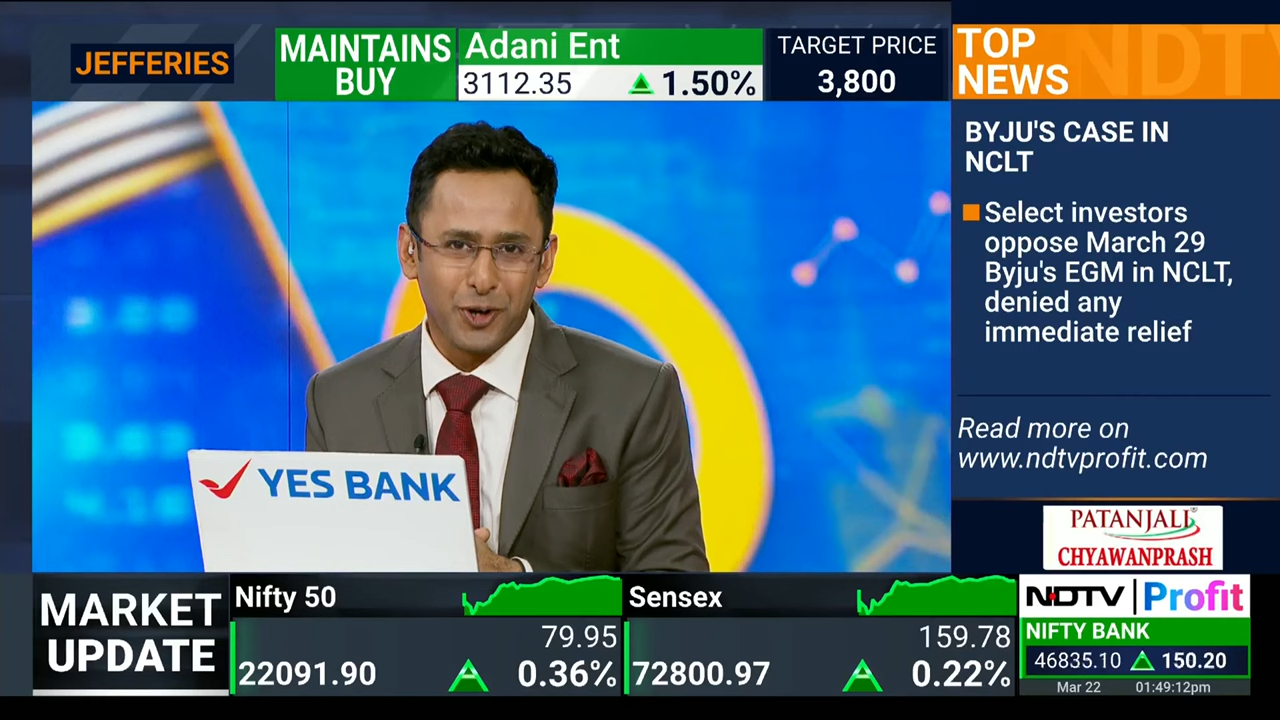 JEFFERIES
MAINTAINS
BUY
Adani Ent
3112.35 1.50%
TARGET PRICE
3,800
TOP
NEWS
BYJU'S CASE IN
NCLT
Select investors
oppose March 29
Byju's EGM in NCLT,
denied any
immediate relief
Read more on
www.ndtvprofit.com
YES BANK
PATANJALI
CHYAWANPRASH
MARKET
UPDATE
Nifty 50
79.95
22091.90 0.36%
Sensex
159.78
72800.97 0.22%
NDTV Profit
NIFTY BANK
46835.10 150.20
Mar 22 01:49:12pm